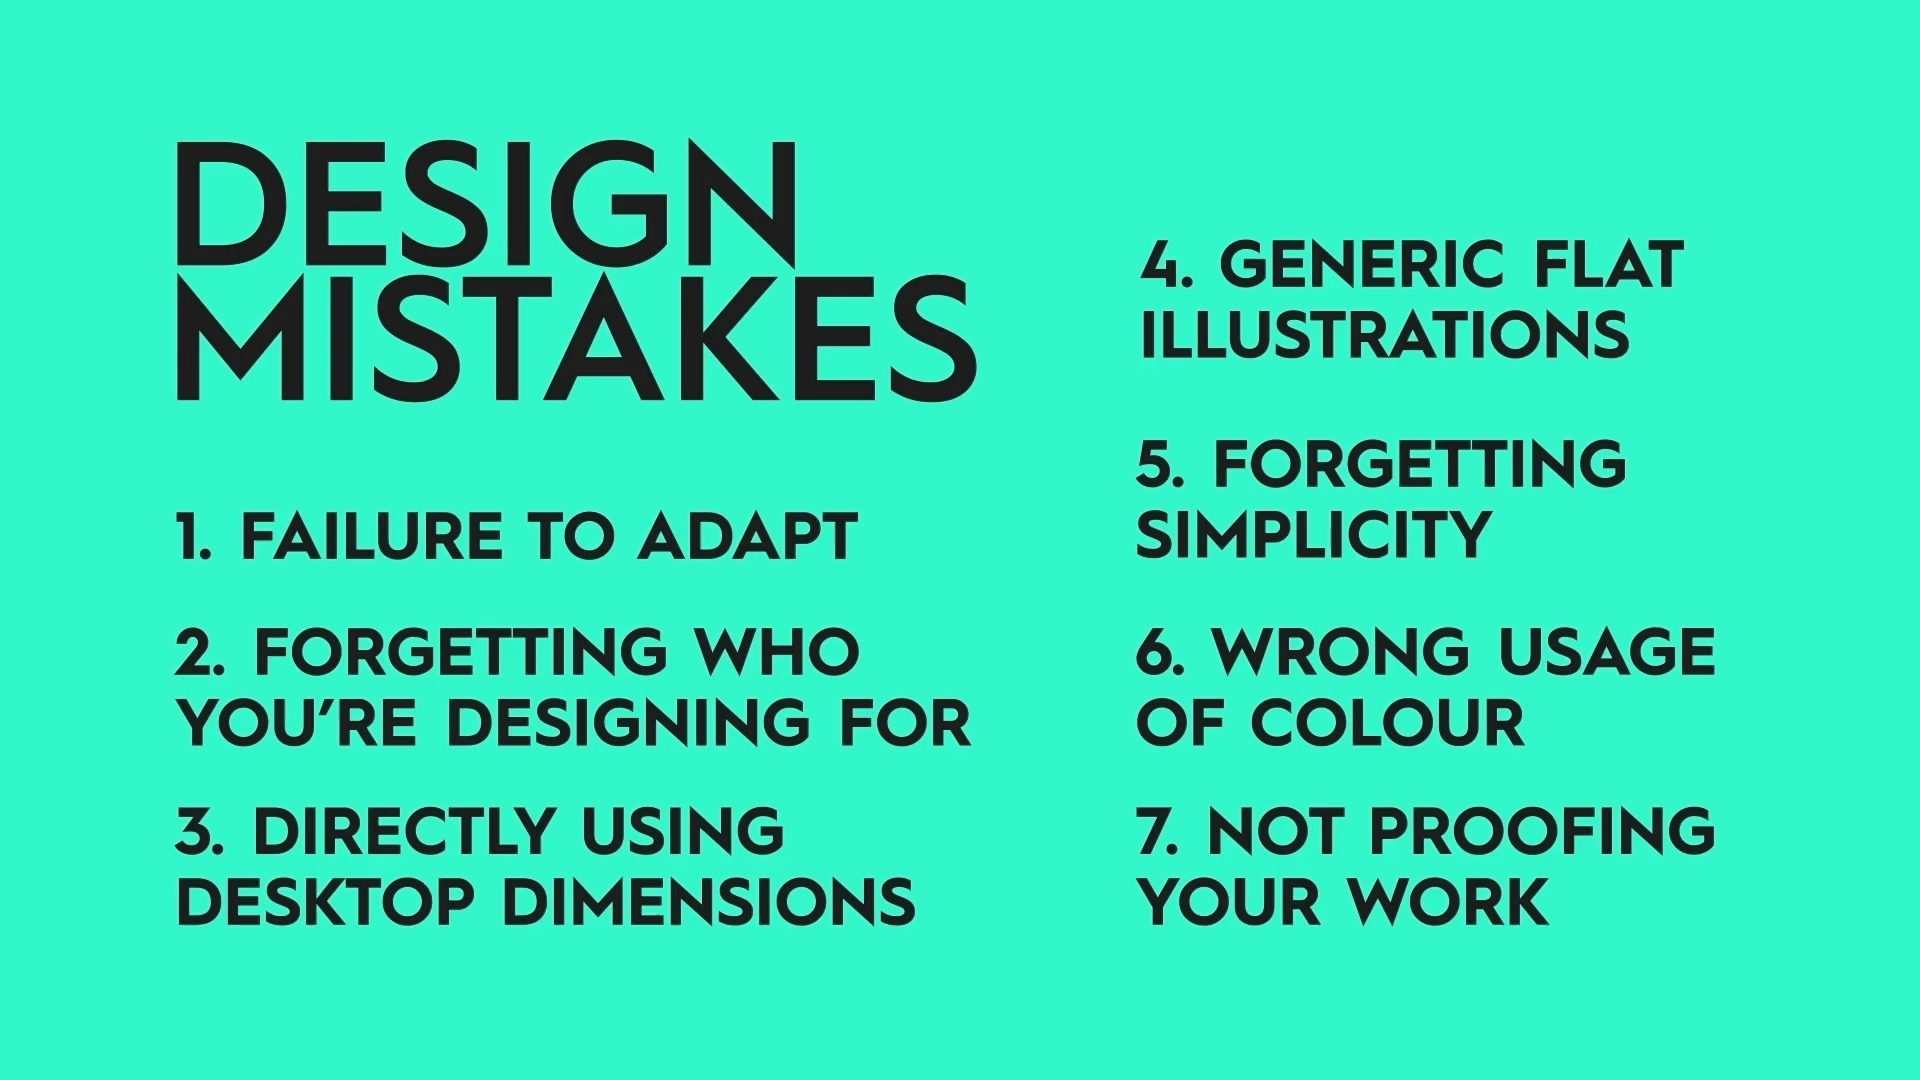 DESIGN
MISTAKES
1. FAILURE TO ADAPT
2. FORGETTING WHO
YOU’RE DESIGNING FOR
3. DIRECTLY USING
DESKTOP DIMENSIONS
4. GENERIC FLAT
ILLUSTRATIONS
5. FORGETTING
SIMPLICITY
6. WRONG USAGE
OF COLOUR
7. NOT PROOFING
YOUR WORK